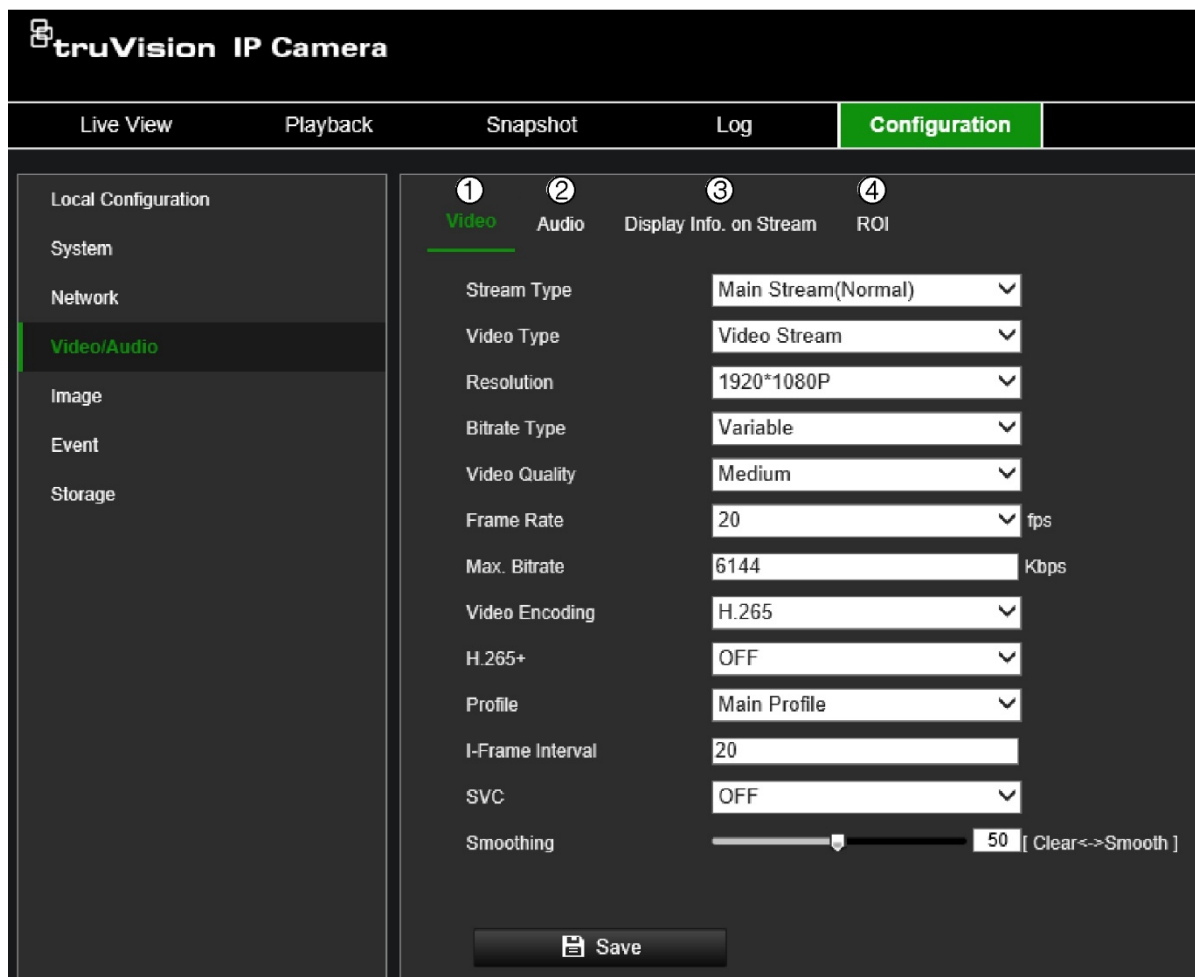 truVision IP Camera
Live View Playback Snapshot Log Configuration
Local Configuration
System
Network
Video/Audio
Image
Event
Storage
① ② ③ ④
Video Audio Display Info. on Stream ROI
Stream Type Main Stream(Normal)
Video Type Video Stream
Resolution 1920*1080P
Bitrate Type Variable
Video Quality Medium
Frame Rate 20 fps
Max. Bitrate 6144 Kbps
Video Encoding H.265
H.265+ OFF
Profile Main Profile
I-Frame Interval 20
SVC OFF
Smoothing 50 [ Clear<->Smooth ]
Save